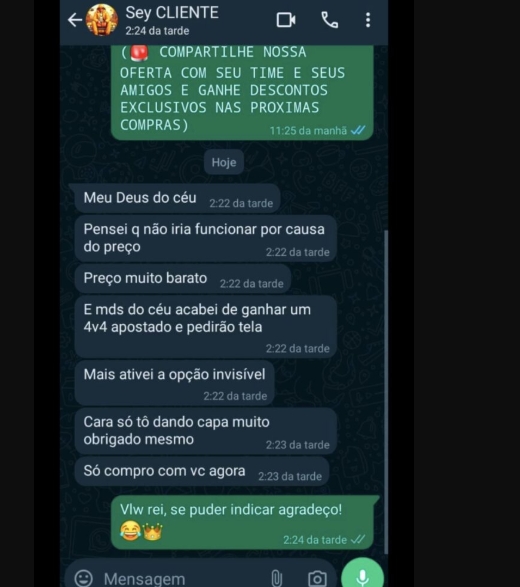 Sey CLIENTE
2:24 da tarde
(🚨 COMPARTILHE NOSSA
OFERTA COM SEU TIME E SEUS
AMIGOS E GANHE DESCONTOS
EXCLUSIVOS NAS PROXIMAS
COMPRAS)
11:25 da manhã
Hoje
Meu Deus do céu
2:22 da tarde
Pensei q não iria funcionar por causa
do preço
2:22 da tarde
Preço muito barato
2:22 da tarde
E mds do céu acabei de ganhar um
4v4 apostado e pedirão tela
2:22 da tarde
Mais ativei a opção invisível
2:22 da tarde
Cara só tô dando capa muito
obrigado mesmo
2:23 da tarde
Só compro com vc agora
2:23 da tarde
Vlw rei, se puder indicar agradeço!
😂👑
2:24 da tarde
Mensagem